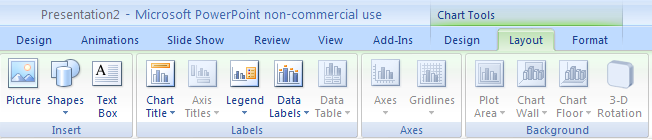 Presentation2 - Microsoft PowerPoint non-commercial use Chart Tools
Design Animations Slide Show Review View Add-Ins Design Layout Format
Picture Shapes Text Box Chart Title Axis Titles Legend Data Labels Data Table Axes Gridlines Plot Area Chart Wall Chart Floor 3-D Rotation
Insert Labels Axes Background